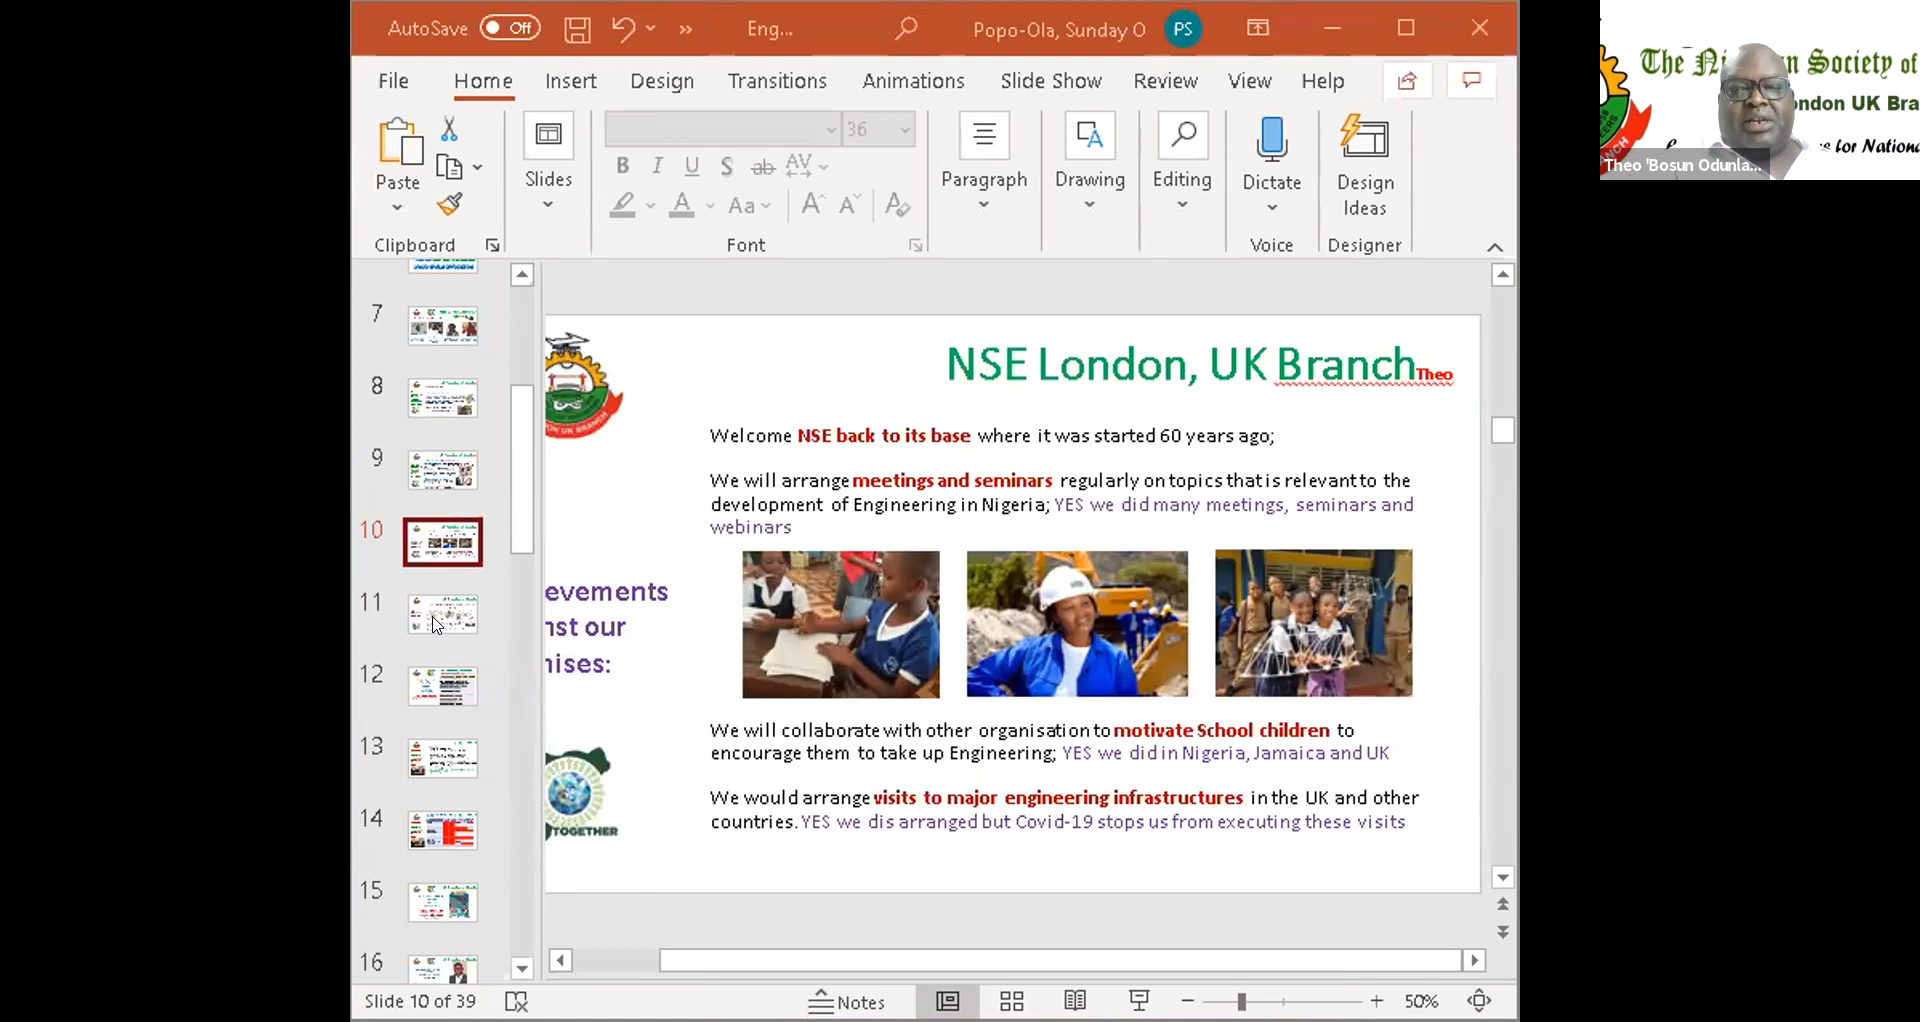 AutoSave Off Eng... Popo-Ola, Sunday O PS
File Home Insert Design Transitions Animations Slide Show Review View Help
36
Paste Slides B I U S ab AV Aa A A Paragraph Drawing Editing Dictate Design Ideas
Clipboard Font Voice Designer
7
8
9
10
11
12
13
14
15
16
NSE London, UK Branch Theo
Welcome NSE back to its base where it was started 60 years ago;
We will arrange meetings and seminars regularly on topics that is relevant to the
development of Engineering in Nigeria; YES we did many meetings, seminars and
webinars
evements
nst our
nises:
We will collaborate with other organisation to motivate School children to
encourage them to take up Engineering; YES we did in Nigeria, Jamaica and UK
We would arrange visits to major engineering infrastructures in the UK and other
countries. YES we dis arranged but Covid-19 stops us from executing these visits
TOGETHER
Slide 10 of 39 Notes 50%
The Ni n Society of
ondon UK Bra
s for Nationa
Theo 'Bosun Odunla...